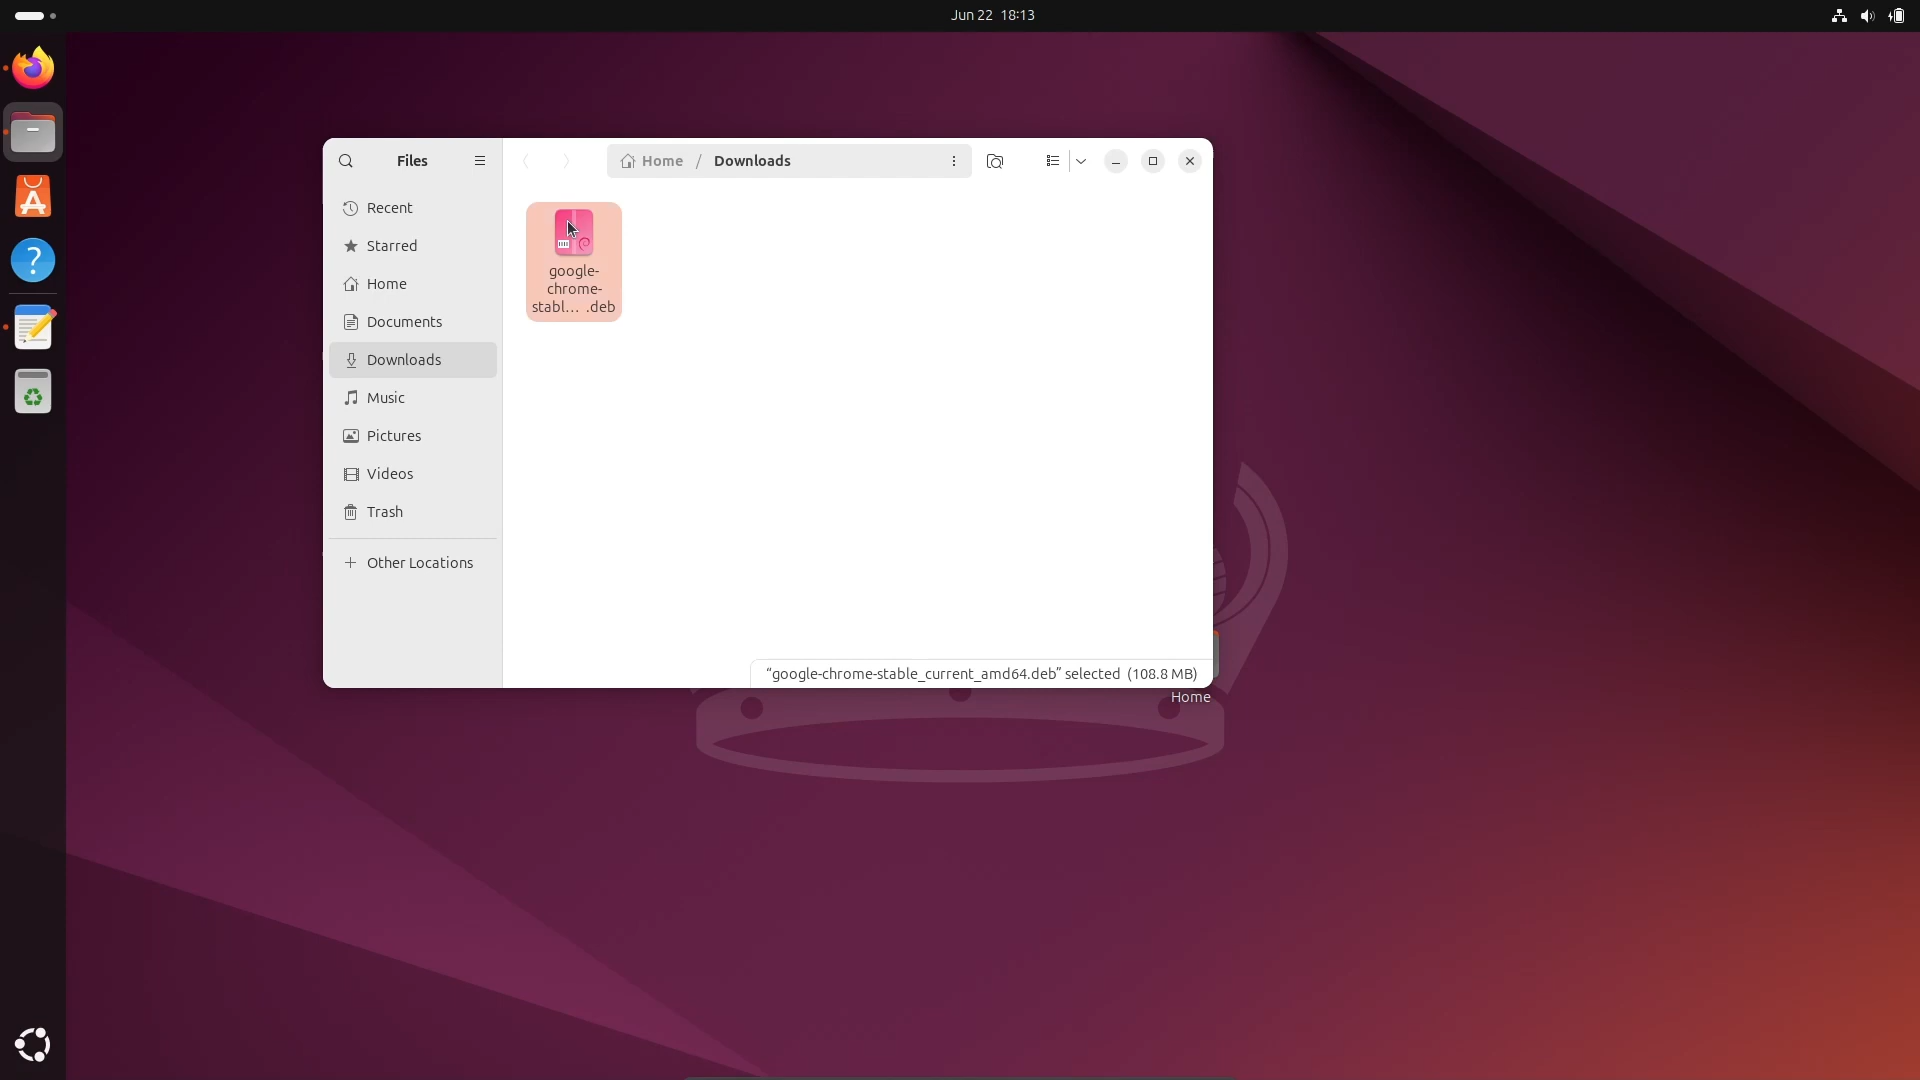 Jun 22 18:13
Files
Home / Downloads
Recent
Starred
Home
Documents
Downloads
Music
Pictures
Videos
Trash
Other Locations
google-
chrome-
stabl... .deb
“google-chrome-stable_current_amd64.deb” selected (108.8 MB)
Home